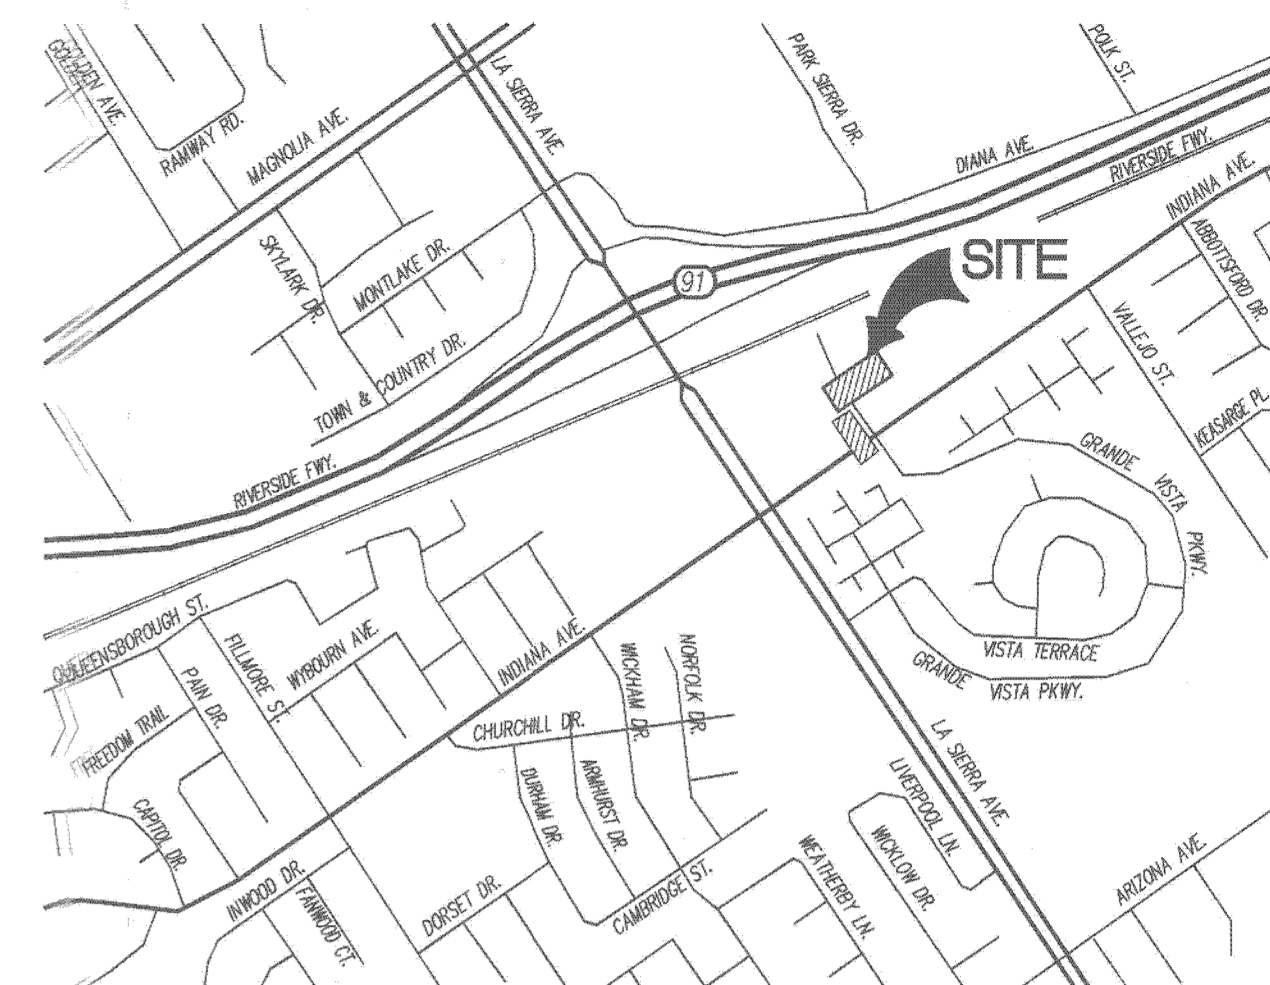 GOLDEN AVE.
RAMWAY RD.
MAGNOLIA AVE.
LA SIERRA AVE.
PARK SIERRA DR.
POLK ST.
DIANA AVE.
RIVERSIDE FWY.
INDIANA AVE.
ABBOTTSFORD DR.
SKYLARK DR.
MONTLAKE DR.
91
SITE
VALLEJO ST.
KEASARGE PL.
TOWN & COUNTRY DR.
RIVERSIDE FWY.
GRANDE
VISTA
PKWY.
QUEENSBOROUGH ST.
FILLMORE ST.
WYBOURN AVE.
INDIANA AVE.
WICKHAM DR.
NORFOLK DR.
GRANDE
VISTA PKWY.
VISTA TERRACE
PAIN DR.
FREEDOM TRAIL
CHURCHILL DR.
LA SIERRA AVE.
CAPITOL DR.
DURHAM DR.
ARMHURST DR.
LIVERPOOL LN.
WICKLOW DR.
WEATHERBY LN.
ARIZONA AVE.
INWOOD DR.
FANWOOD CT.
DORSET DR.
CAMBRIDGE ST.